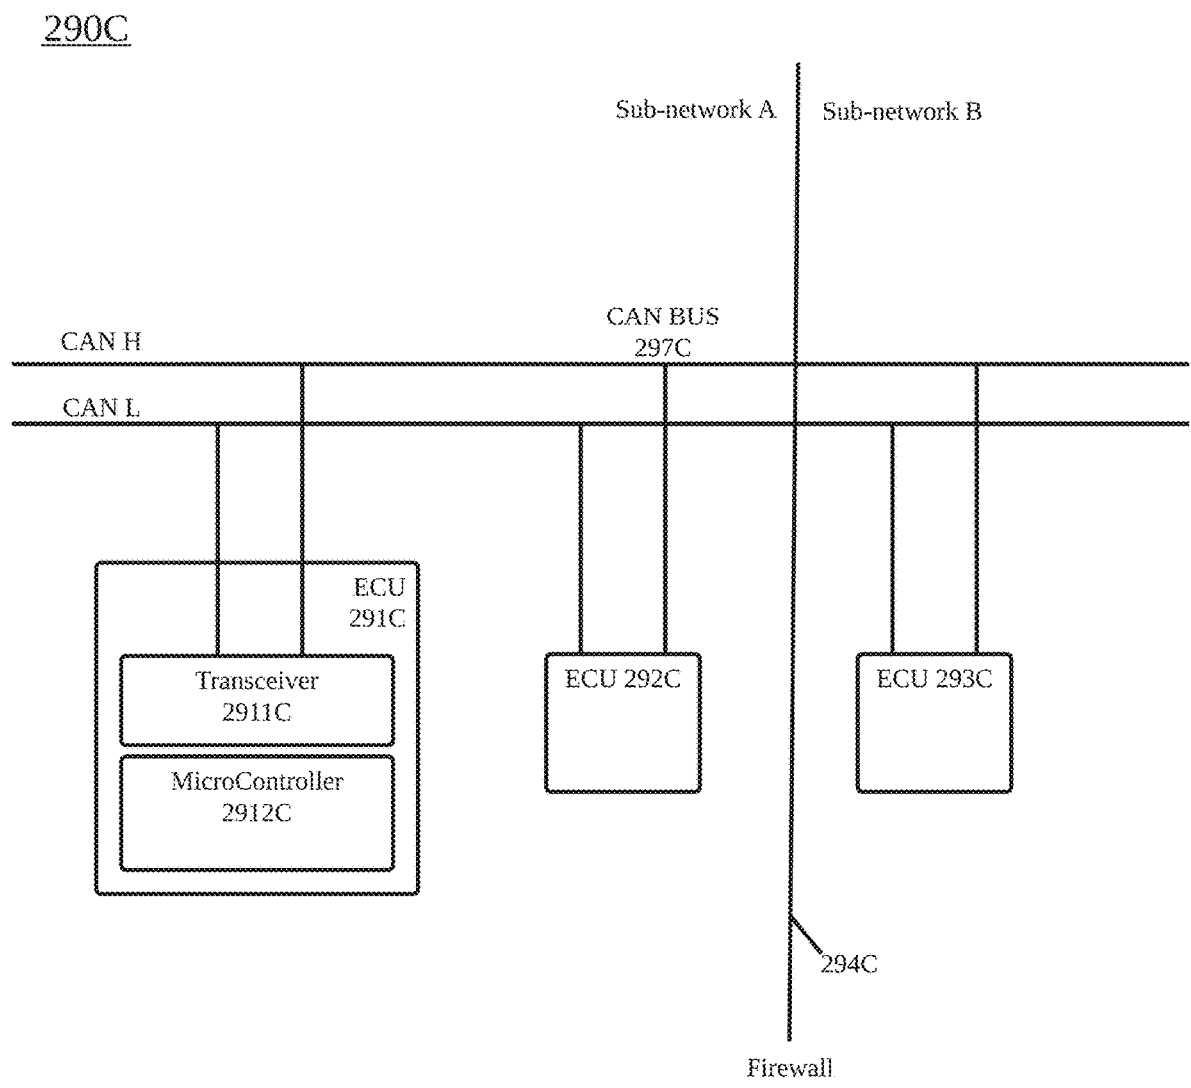 290C
Sub-network A
Sub-network B
CAN BUS
297C
CAN H
CAN L
ECU
291C
Transceiver
2911C
MicroController
2912C
ECU 292C
ECU 293C
294C
Firewall